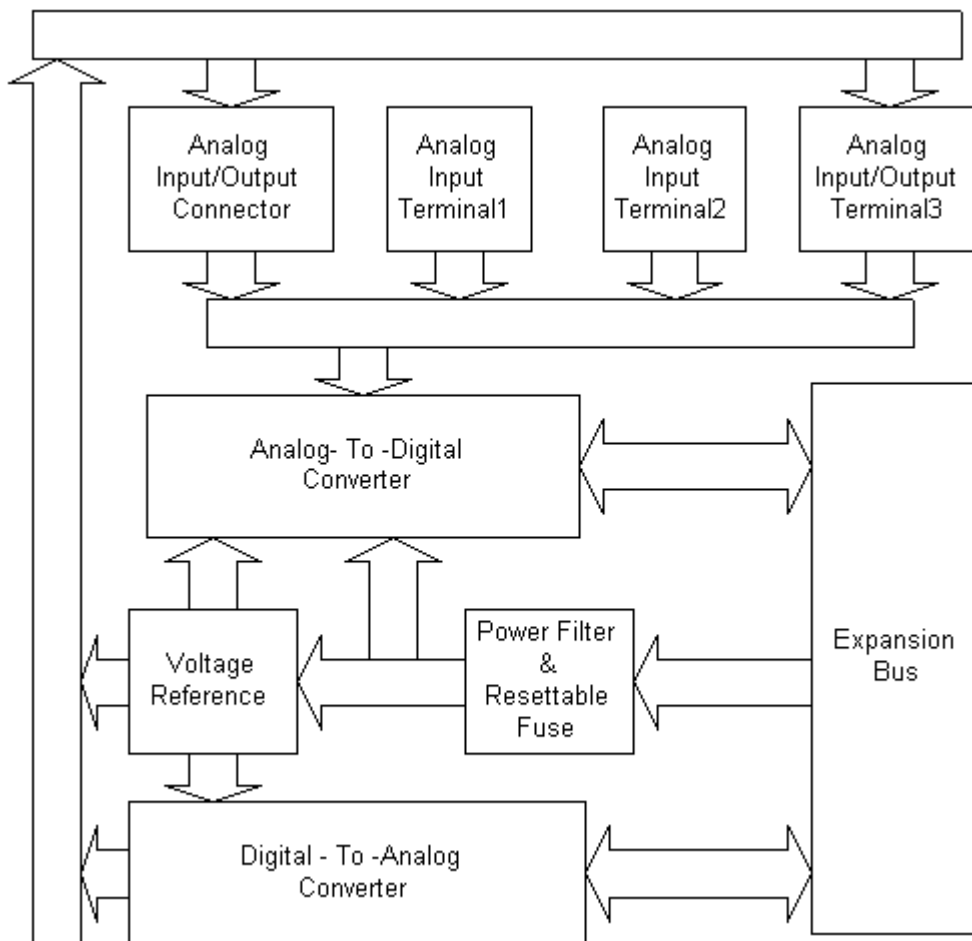 Analog
Input/Output
Connector
Analog
Input
Terminal1
Analog
Input
Terminal2
Analog
Input/Output
Terminal3
Analog- To -Digital
Converter
Voltage
Reference
Power Filter
&
Resettable
Fuse
Expansion
Bus
Digital - To -Analog
Converter